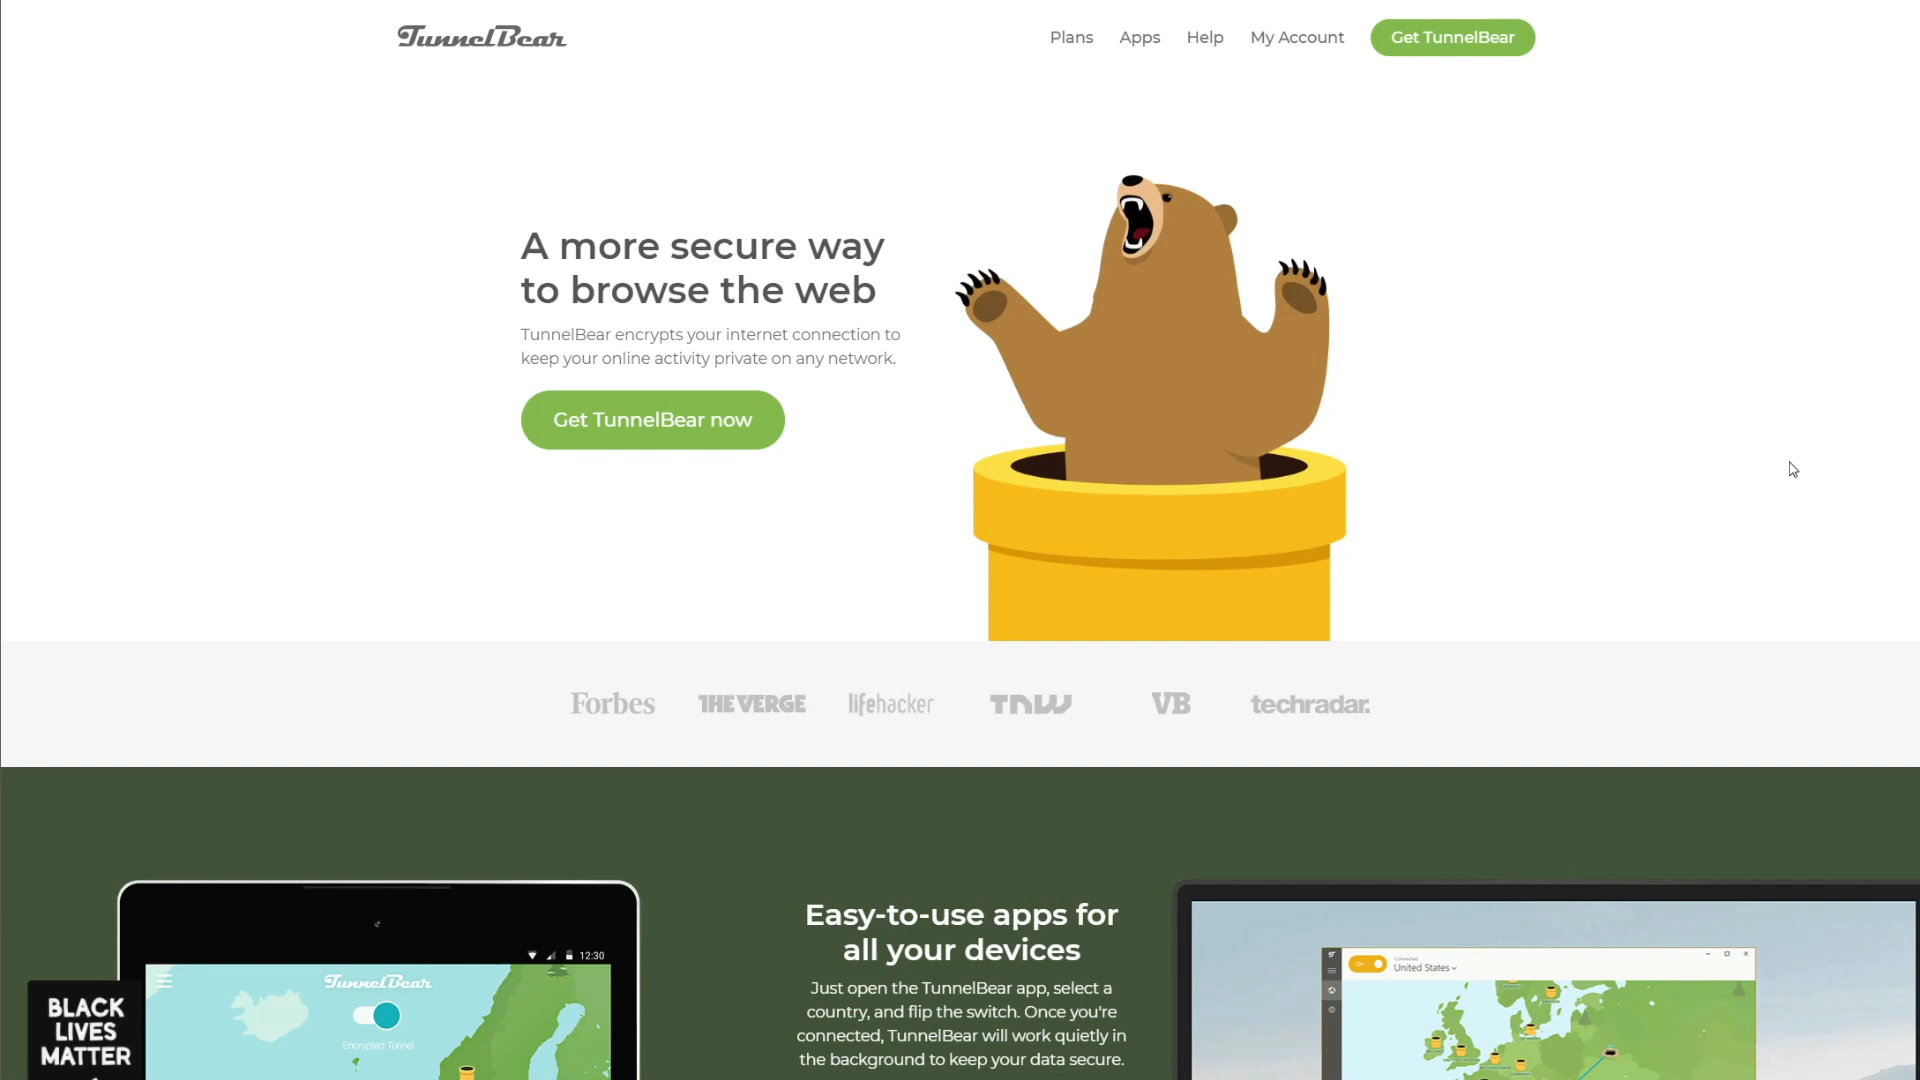 TunnelBear
Plans
Apps
Help
My Account
Get TunnelBear
A more secure way
to browse the web
TunnelBear encrypts your internet connection to
keep your online activity private on any network.
Get TunnelBear now
Forbes
THE VERGE
lifehacker
TNW
VB
techradar.
Easy-to-use apps for
all your devices
Just open the TunnelBear app, select a
country, and flip the switch. Once you're
connected, TunnelBear will work quietly in
the background to keep your data secure.
12:30
TunnelBear
Encrypted Tunnel
BLACK
LIVES
MATTER
On
Connected
United States